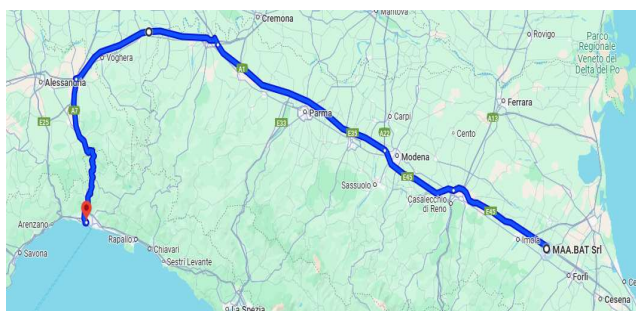 Mantova
Cremona
Rovigo
Parco
Regionale
Veneto del
Delta del Po
Voghera
Alessandria
A1
A7
E25
Parma
E33
Carpi
A22
E35
Cento
A13
Ferrara
Modena
Sassuolo
E45
Casalecchio
di Reno
E45
Imola
MAA.BAT Srl
Forlì
Cesena
Arenzano
Savona
Rapallo
Chiavari
Sestri Levante
La Spezia